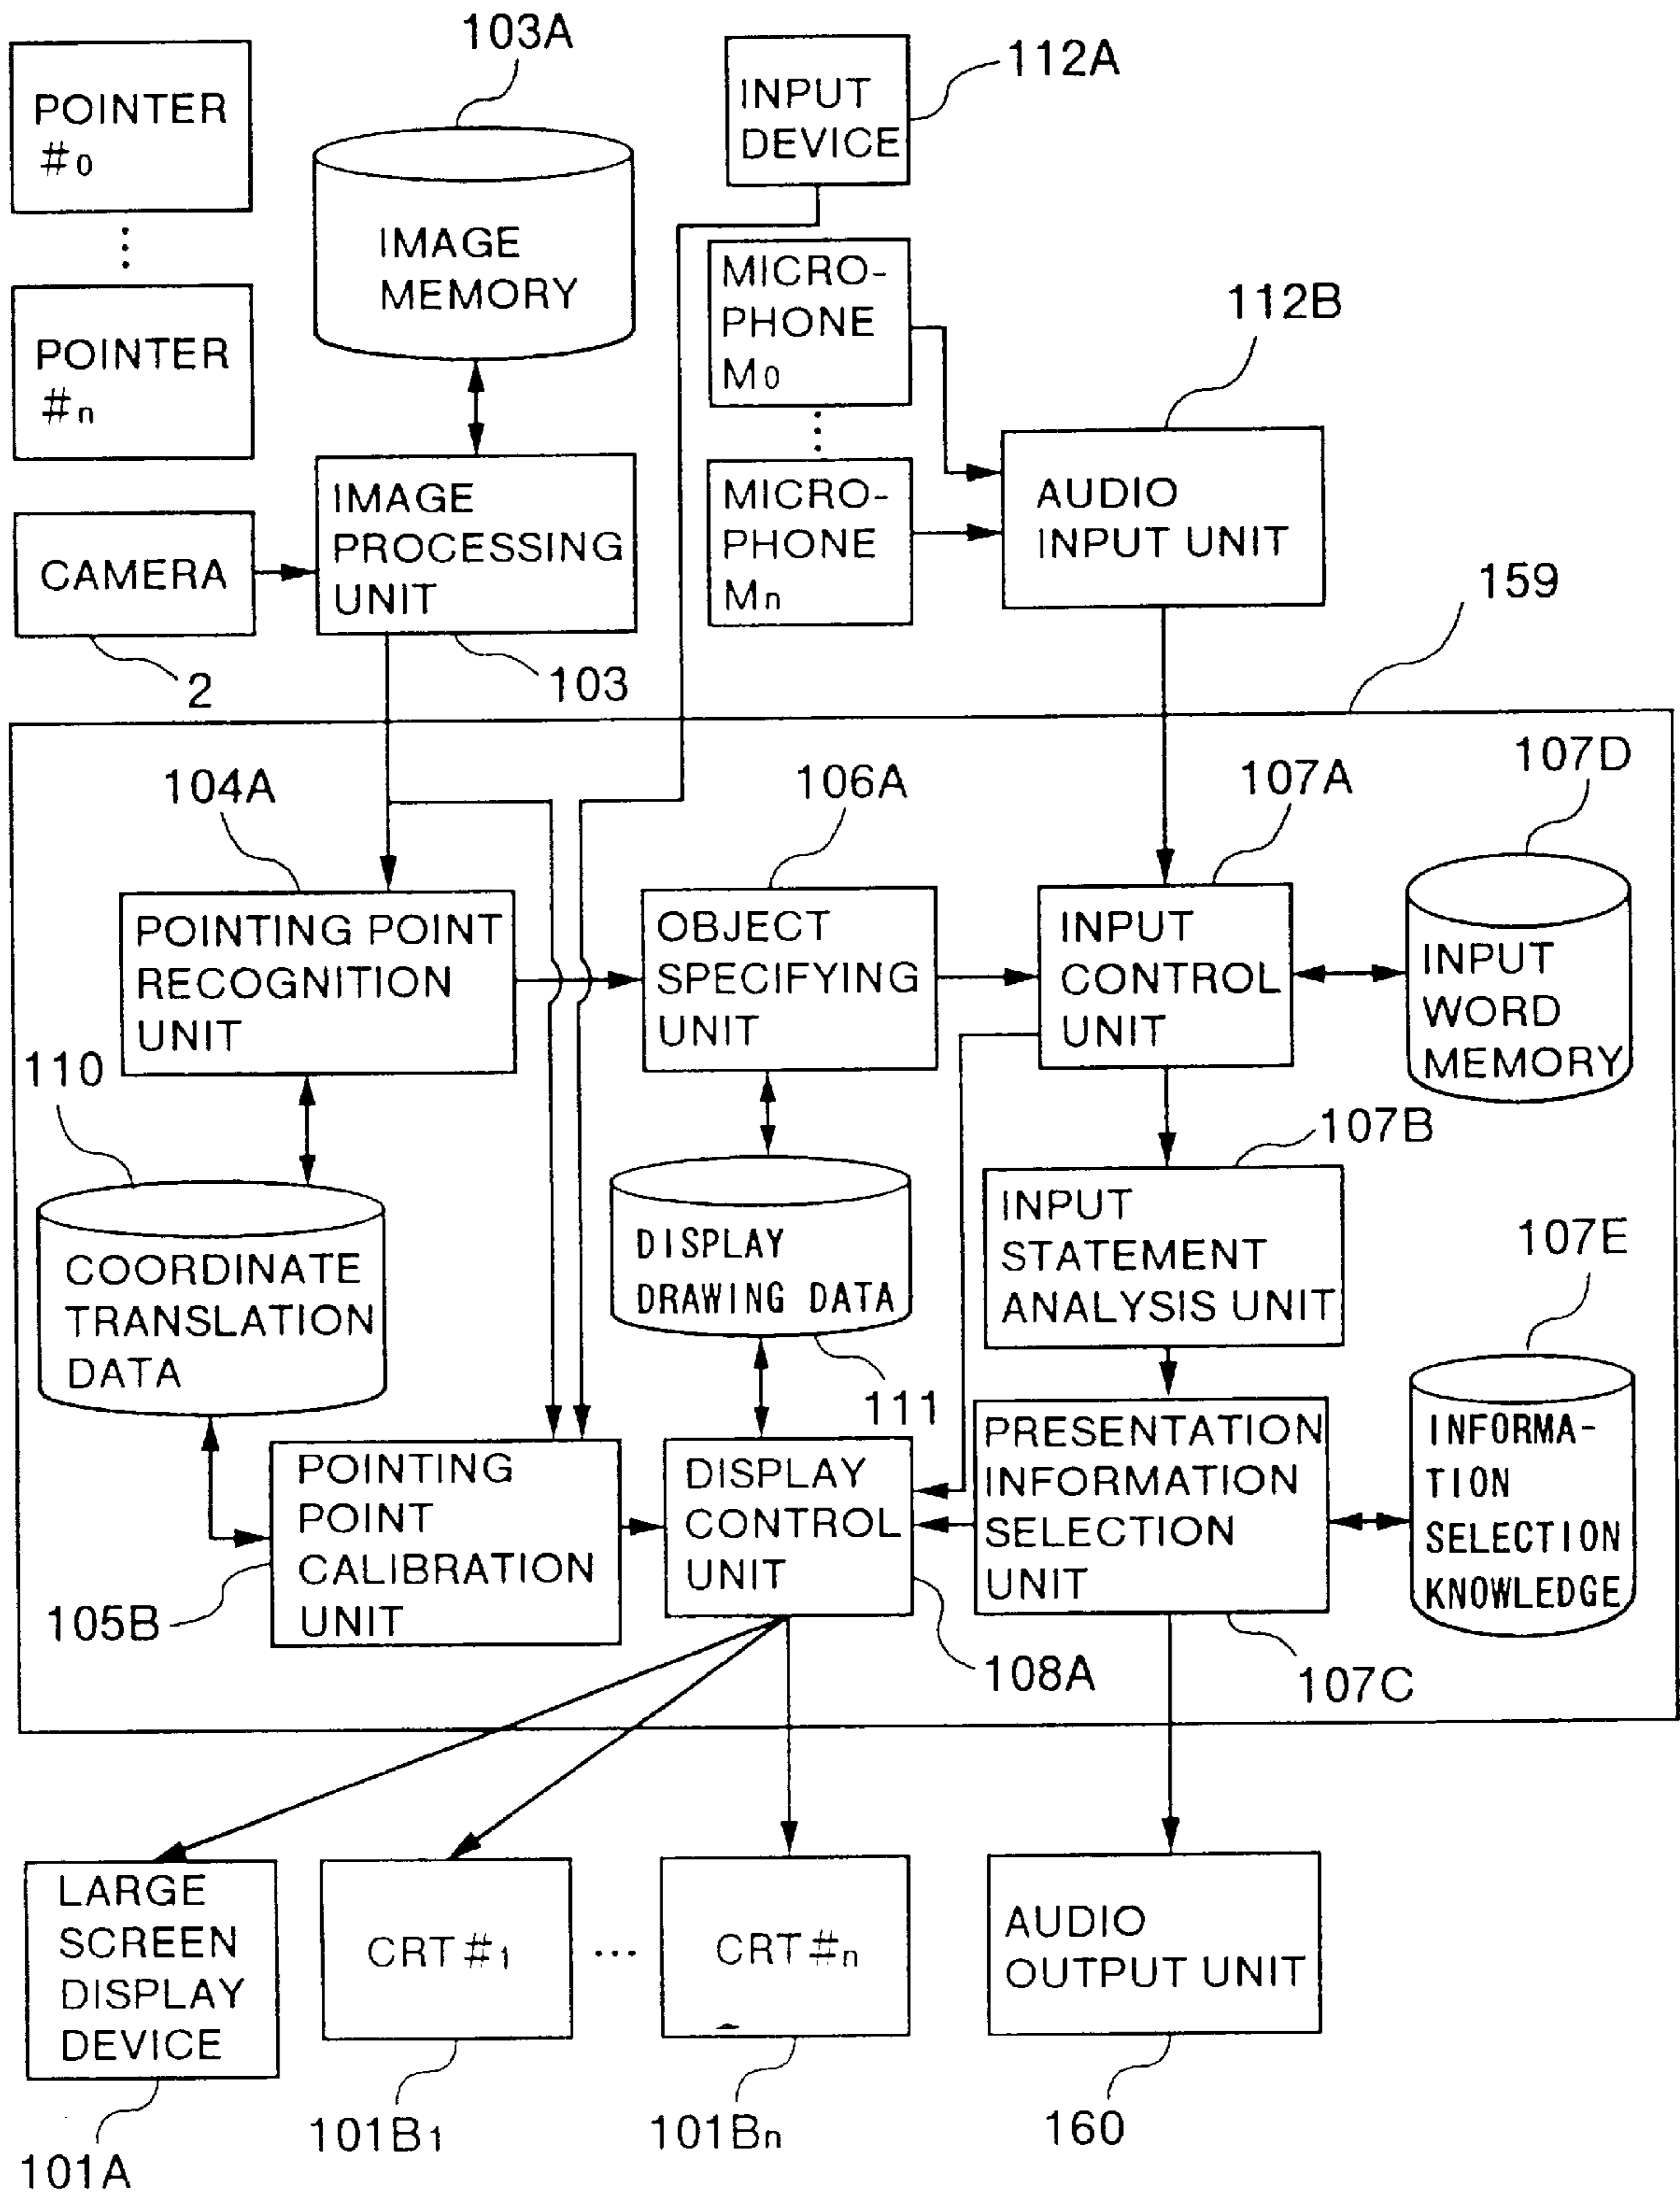 103A
112A
POINTER
#0
INPUT
DEVICE
IMAGE
MEMORY
MICRO-
PHONE
M0
112B
POINTER
#n
IMAGE
PROCESSING
UNIT
MICRO-
PHONE
Mn
AUDIO
INPUT UNIT
CAMERA
159
2
103
104A
106A
107A
107D
POINTING POINT
RECOGNITION
UNIT
OBJECT
SPECIFYING
UNIT
INPUT
CONTROL
UNIT
INPUT
WORD
MEMORY
110
107B
COORDINATE
TRANSLATION
DATA
DISPLAY
DRAWING DATA
INPUT
STATEMENT
ANALYSIS UNIT
107E
111
POINTING
POINT
CALIBRATION
UNIT
DISPLAY
CONTROL
UNIT
PRESENTATION
INFORMATION
SELECTION
UNIT
INFORMA-
TION
SELECTION
KNOWLEDGE
105B
108A
107C
LARGE
SCREEN
DISPLAY
DEVICE
CRT #1
...
CRT #n
AUDIO
OUTPUT UNIT
101A
101B1
101Bn
160